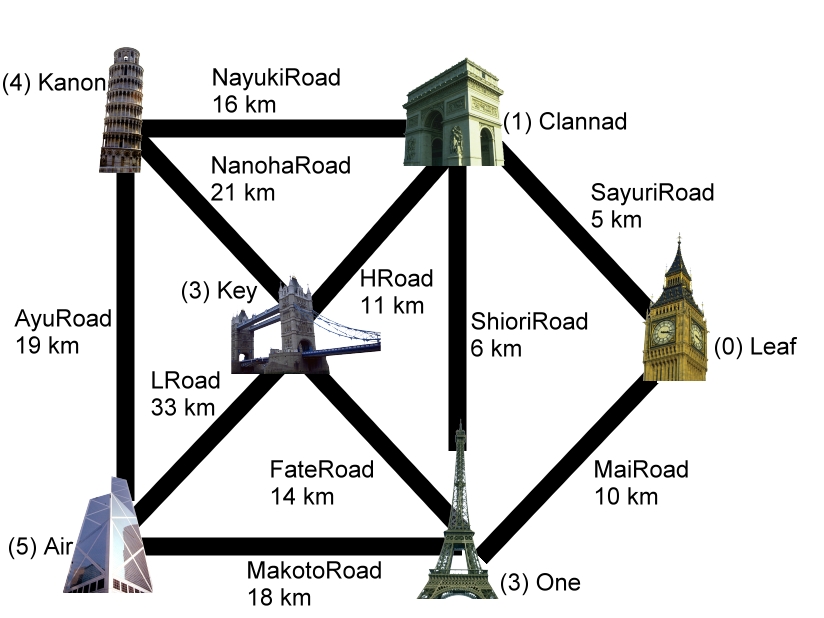 (4) Kanon
NayukiRoad
16 km
(1) Clannad
NanohaRoad
21 km
SayuriRoad
5 km
(3) Key
HRoad
11 km
AyuRoad
19 km
ShioriRoad
6 km
(0) Leaf
LRoad
33 km
FateRoad
14 km
MaiRoad
10 km
(5) Air
MakotoRoad
18 km
(3) One